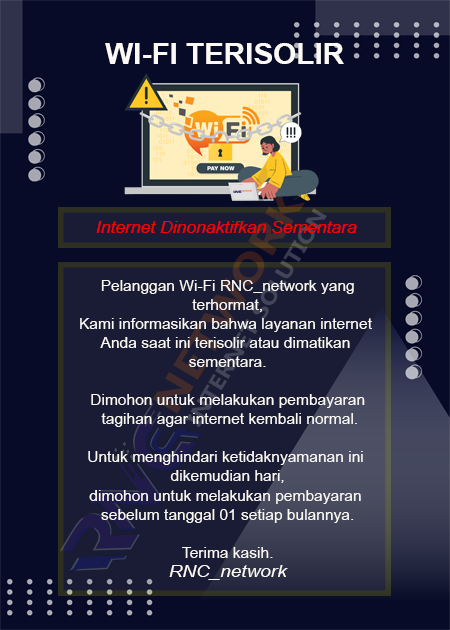 WI-FI TERISOLIR
Wi Fi
!!!
PAY NOW
Internet Dinonaktifkan Sementara
Pelanggan Wi-Fi RNC_network yang
terhormat,
Kami informasikan bahwa layanan internet
Anda saat ini terisolir atau dimatikan
sementara.
Dimohon untuk melakukan pembayaran
tagihan agar internet kembali normal.
Untuk menghindari ketidaknyamanan ini
dikemudian hari,
dimohon untuk melakukan pembayaran
sebelum tanggal 01 setiap bulannya.
Terima kasih.
RNC_network
RNC NETWORK
INTERNET SOLUTION